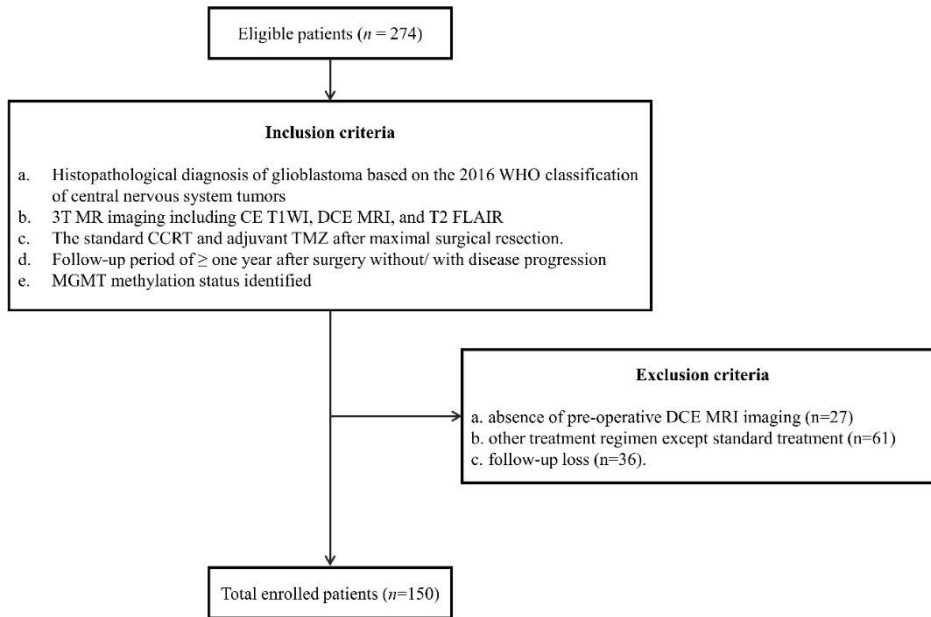 Eligible patients (n = 274)
Inclusion criteria
a. Histopathological diagnosis of glioblastoma based on the 2016 WHO classification
of central nervous system tumors
b. 3T MR imaging including CE T1WI, DCE MRI, and T2 FLAIR
c. The standard CCRT and adjuvant TMZ after maximal surgical resection.
d. Follow-up period of ≥ one year after surgery without/ with disease progression
e. MGMT methylation status identified
Exclusion criteria
a. absence of pre-operative DCE MRI imaging (n=27)
b. other treatment regimen except standard treatment (n=61)
c. follow-up loss (n=36).
Total enrolled patients (n=150)